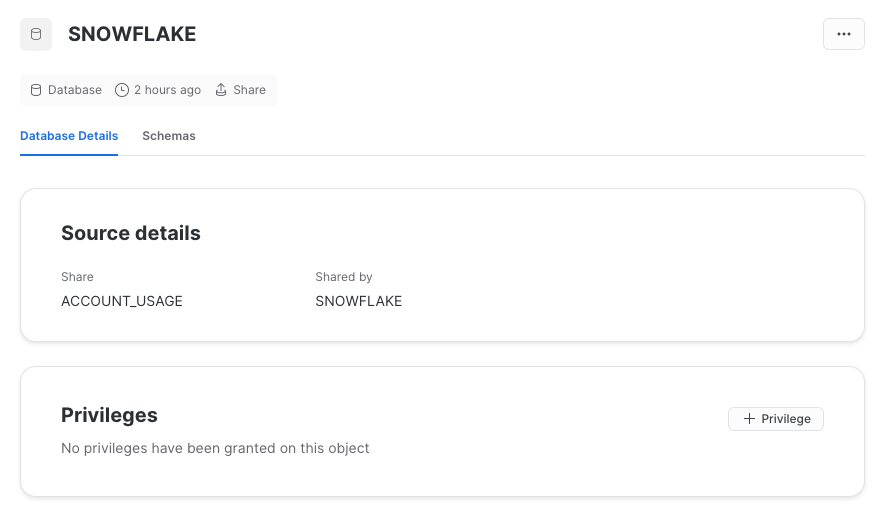 SNOWFLAKE
Database 2 hours ago Share
Database Details Schemas
Source details
Share Shared by
ACCOUNT_USAGE SNOWFLAKE
Privileges
+ Privilege
No privileges have been granted on this object